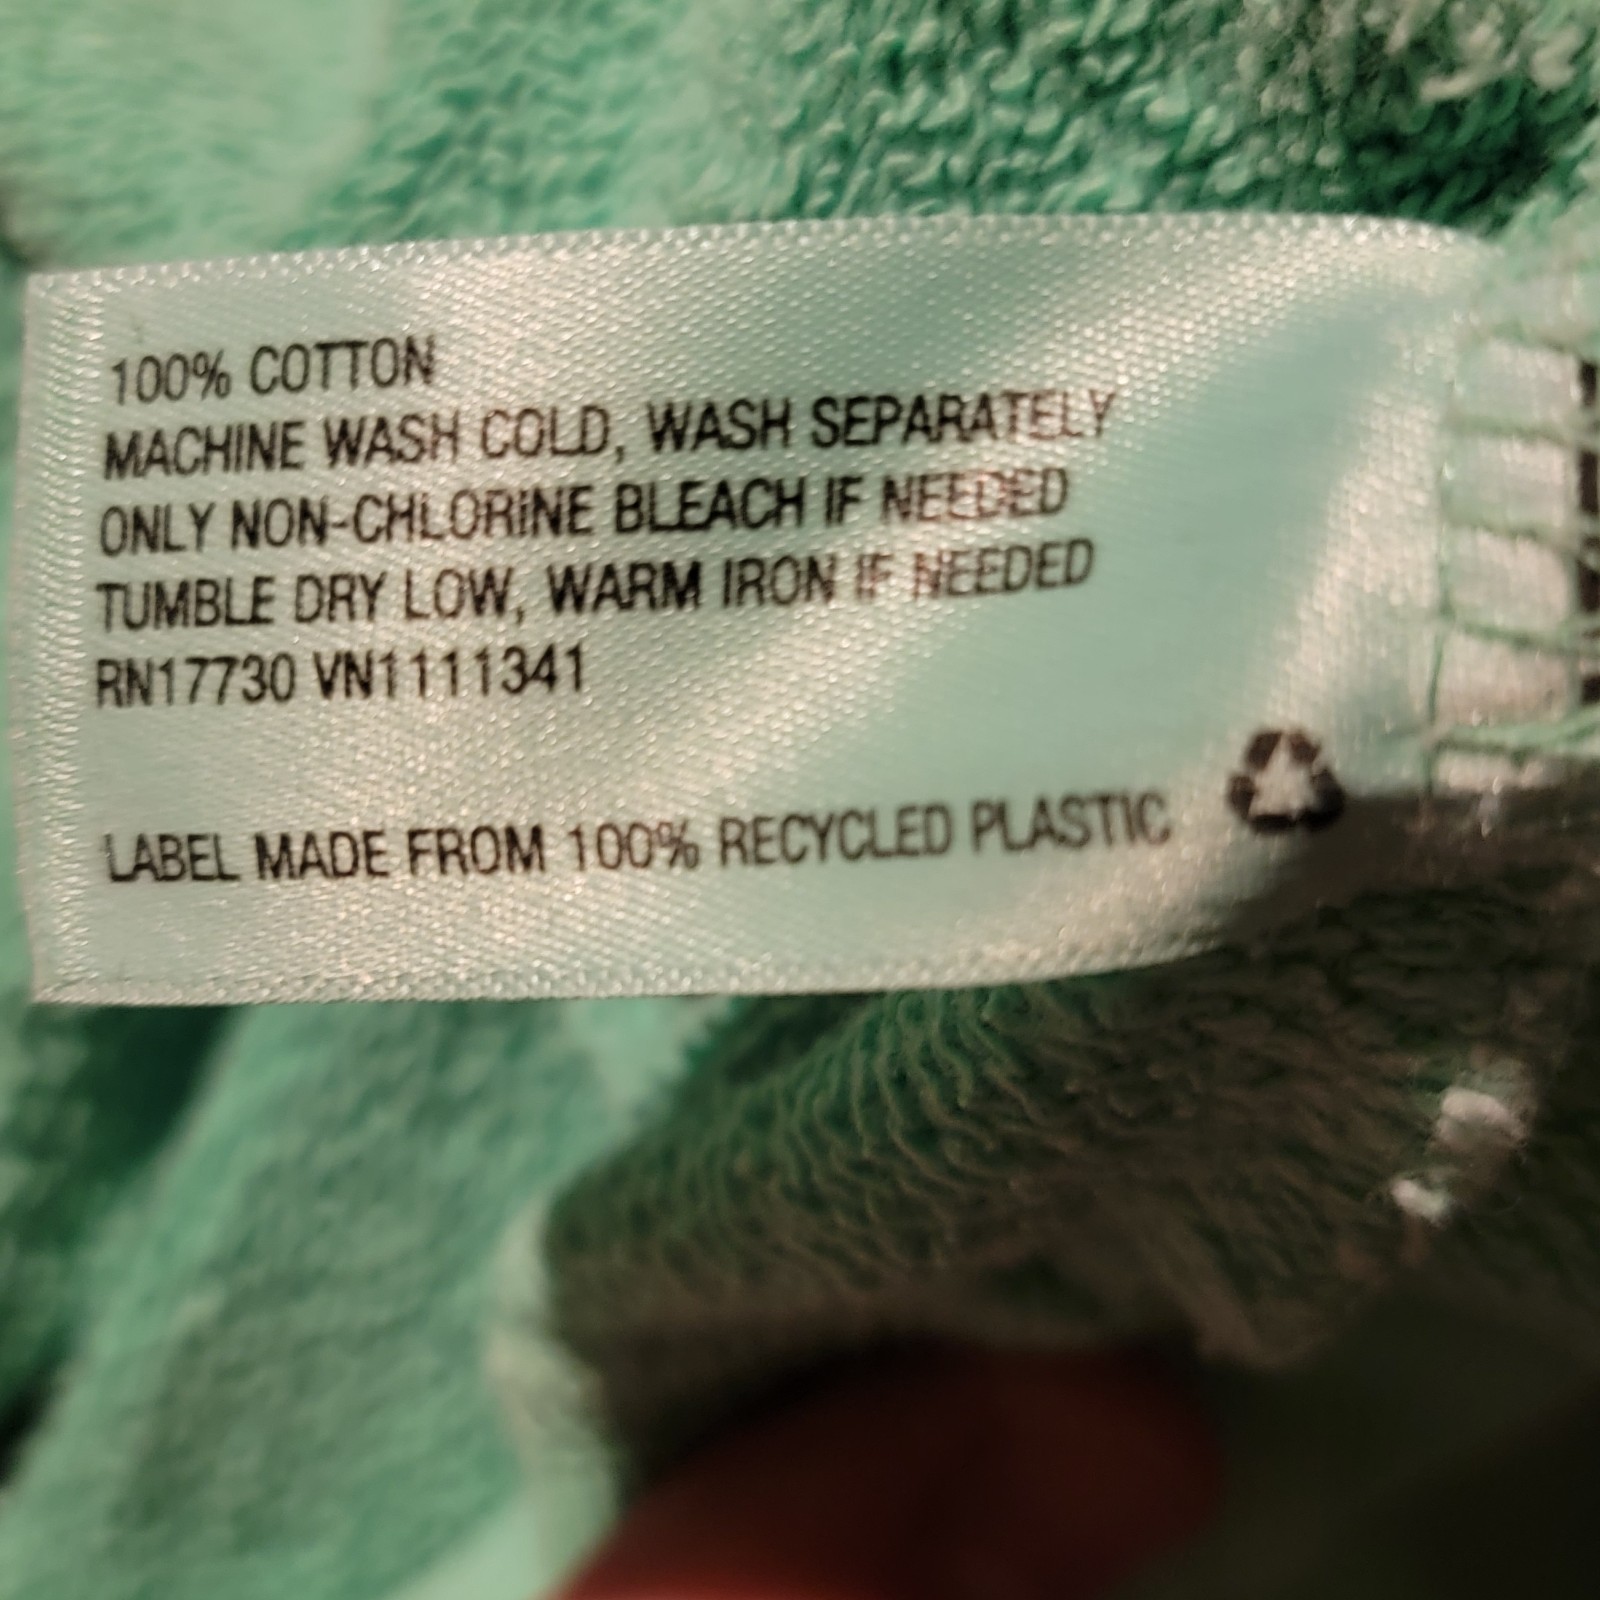 100% COTTON
MACHINE WASH COLD, WASH SEPARATELY
ONLY NON-CHLORINE BLEACH IF NEEDED
TUMBLE DRY LOW, WARM IRON IF NEEDED
RN17730 VN1111341
LABEL MADE FROM 100% RECYCLED PLASTIC